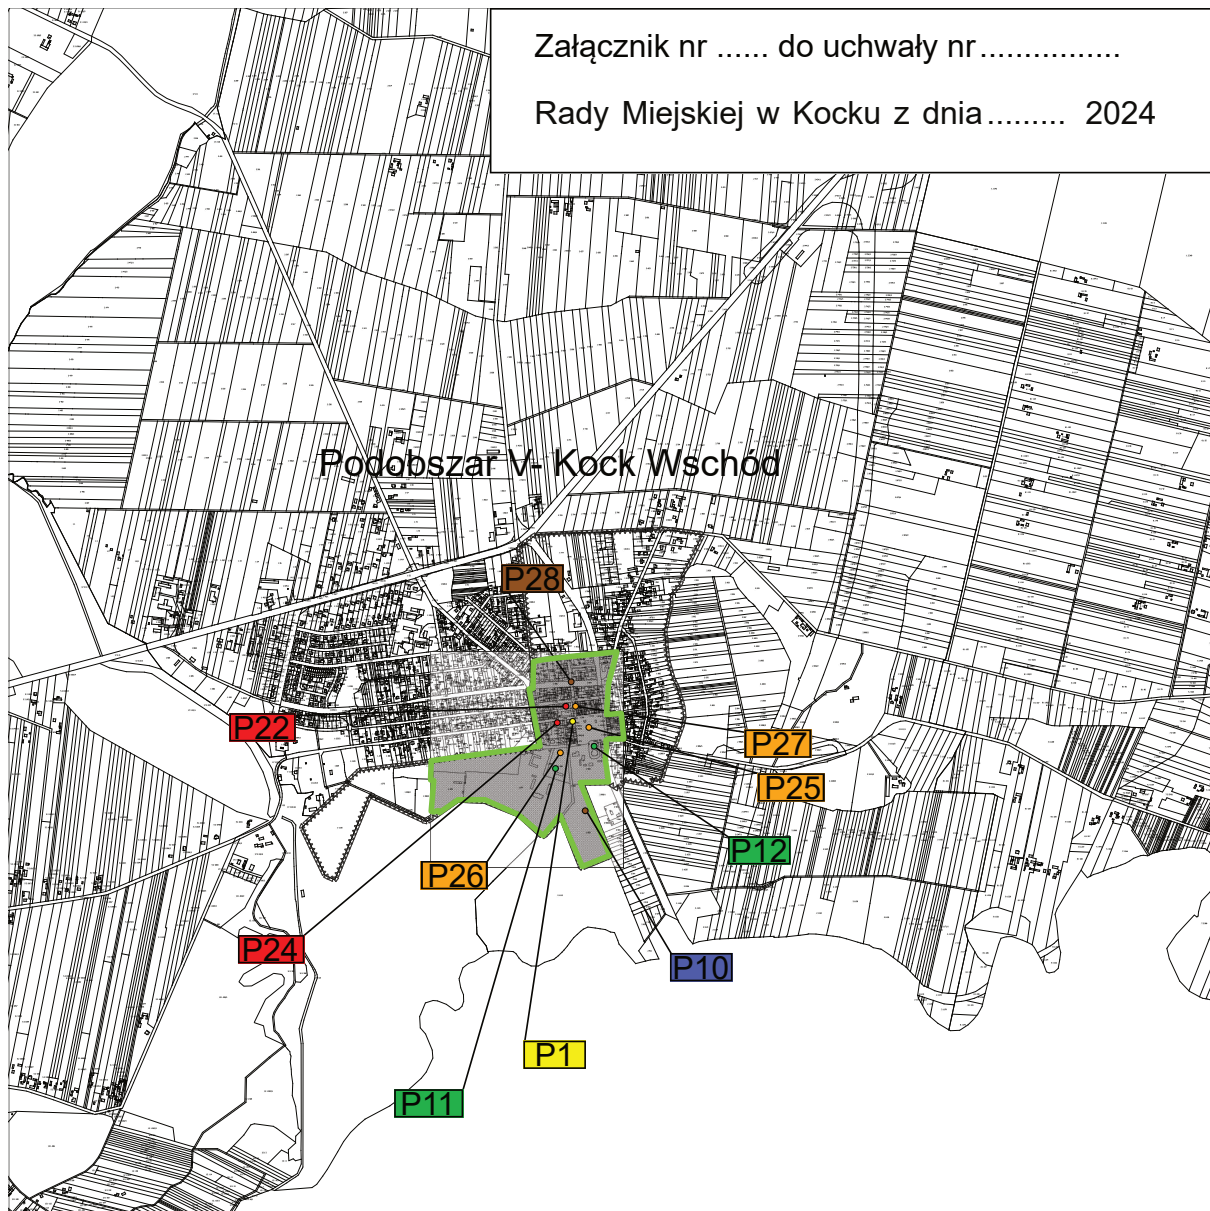 Załącznik nr ...... do uchwały nr ................
Rady Miejskiej w Kocku z dnia ......... 2024
Podobszar V- Kock Wschód
P28
P22
P27
P25
P12
P26
P24
P10
P1
P11